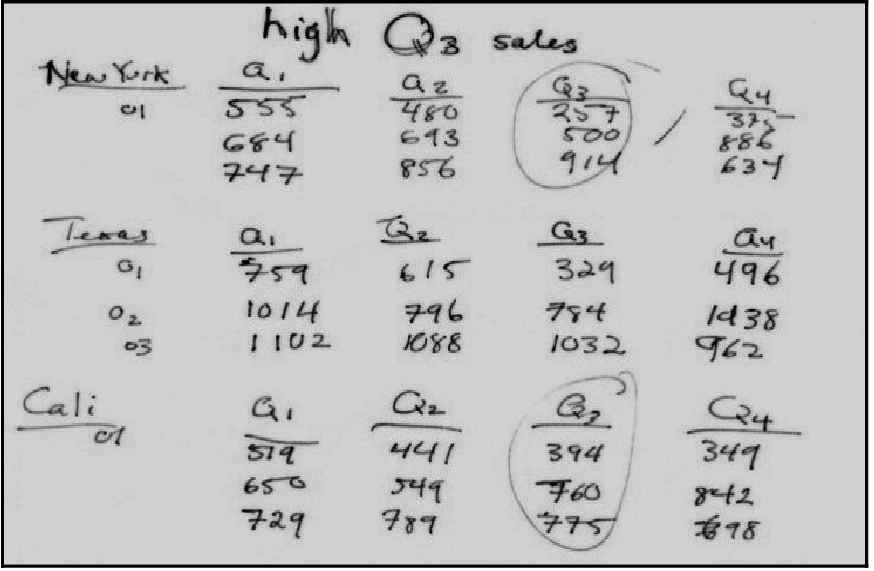 high Q3 sales
New York Q1 Q2 Q3 Q4
01 555 480 257 375
684 693 500 886
747 856 914 634
Texas Q1 Q2 Q3 Q4
01 759 615 329 496
02 1014 796 784 1038
03 1102 1088 1032 962
Cali Q1 Q2 Q3 Q4
01 519 441 394 349
650 549 760 842
729 789 775 698